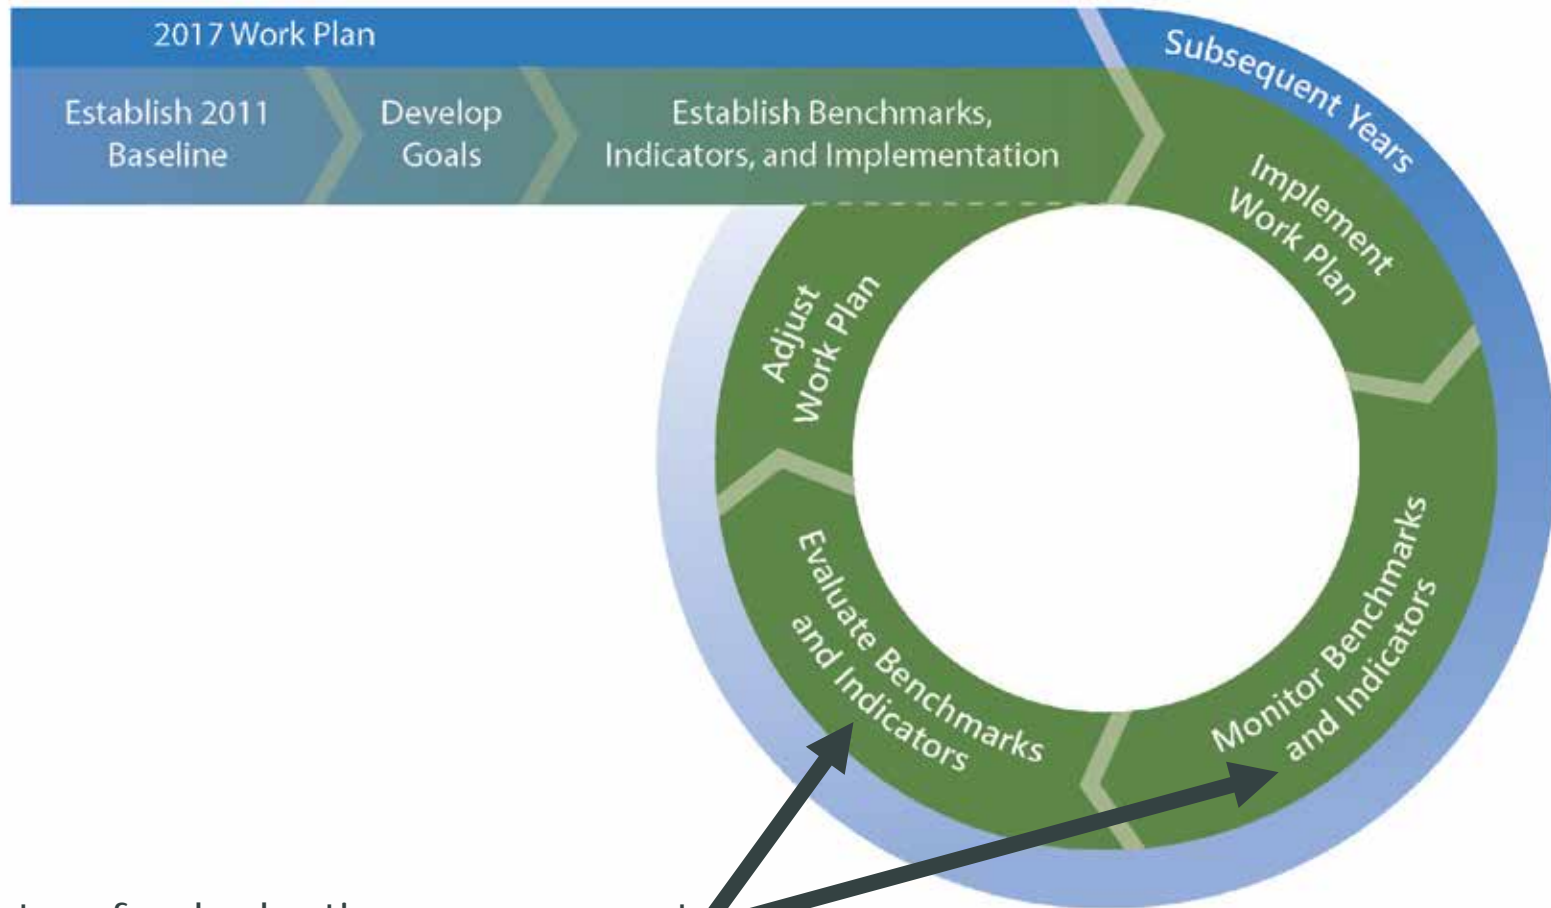 2017 Work Plan
Establish 2011
Baseline
Develop
Goals
Establish Benchmarks,
Indicators, and Implementation
Subsequent Years
Implement
Work Plan
Monitor Benchmarks
and Indicators
Evaluate Benchmarks
and Indicators
Adjust
Work Plan